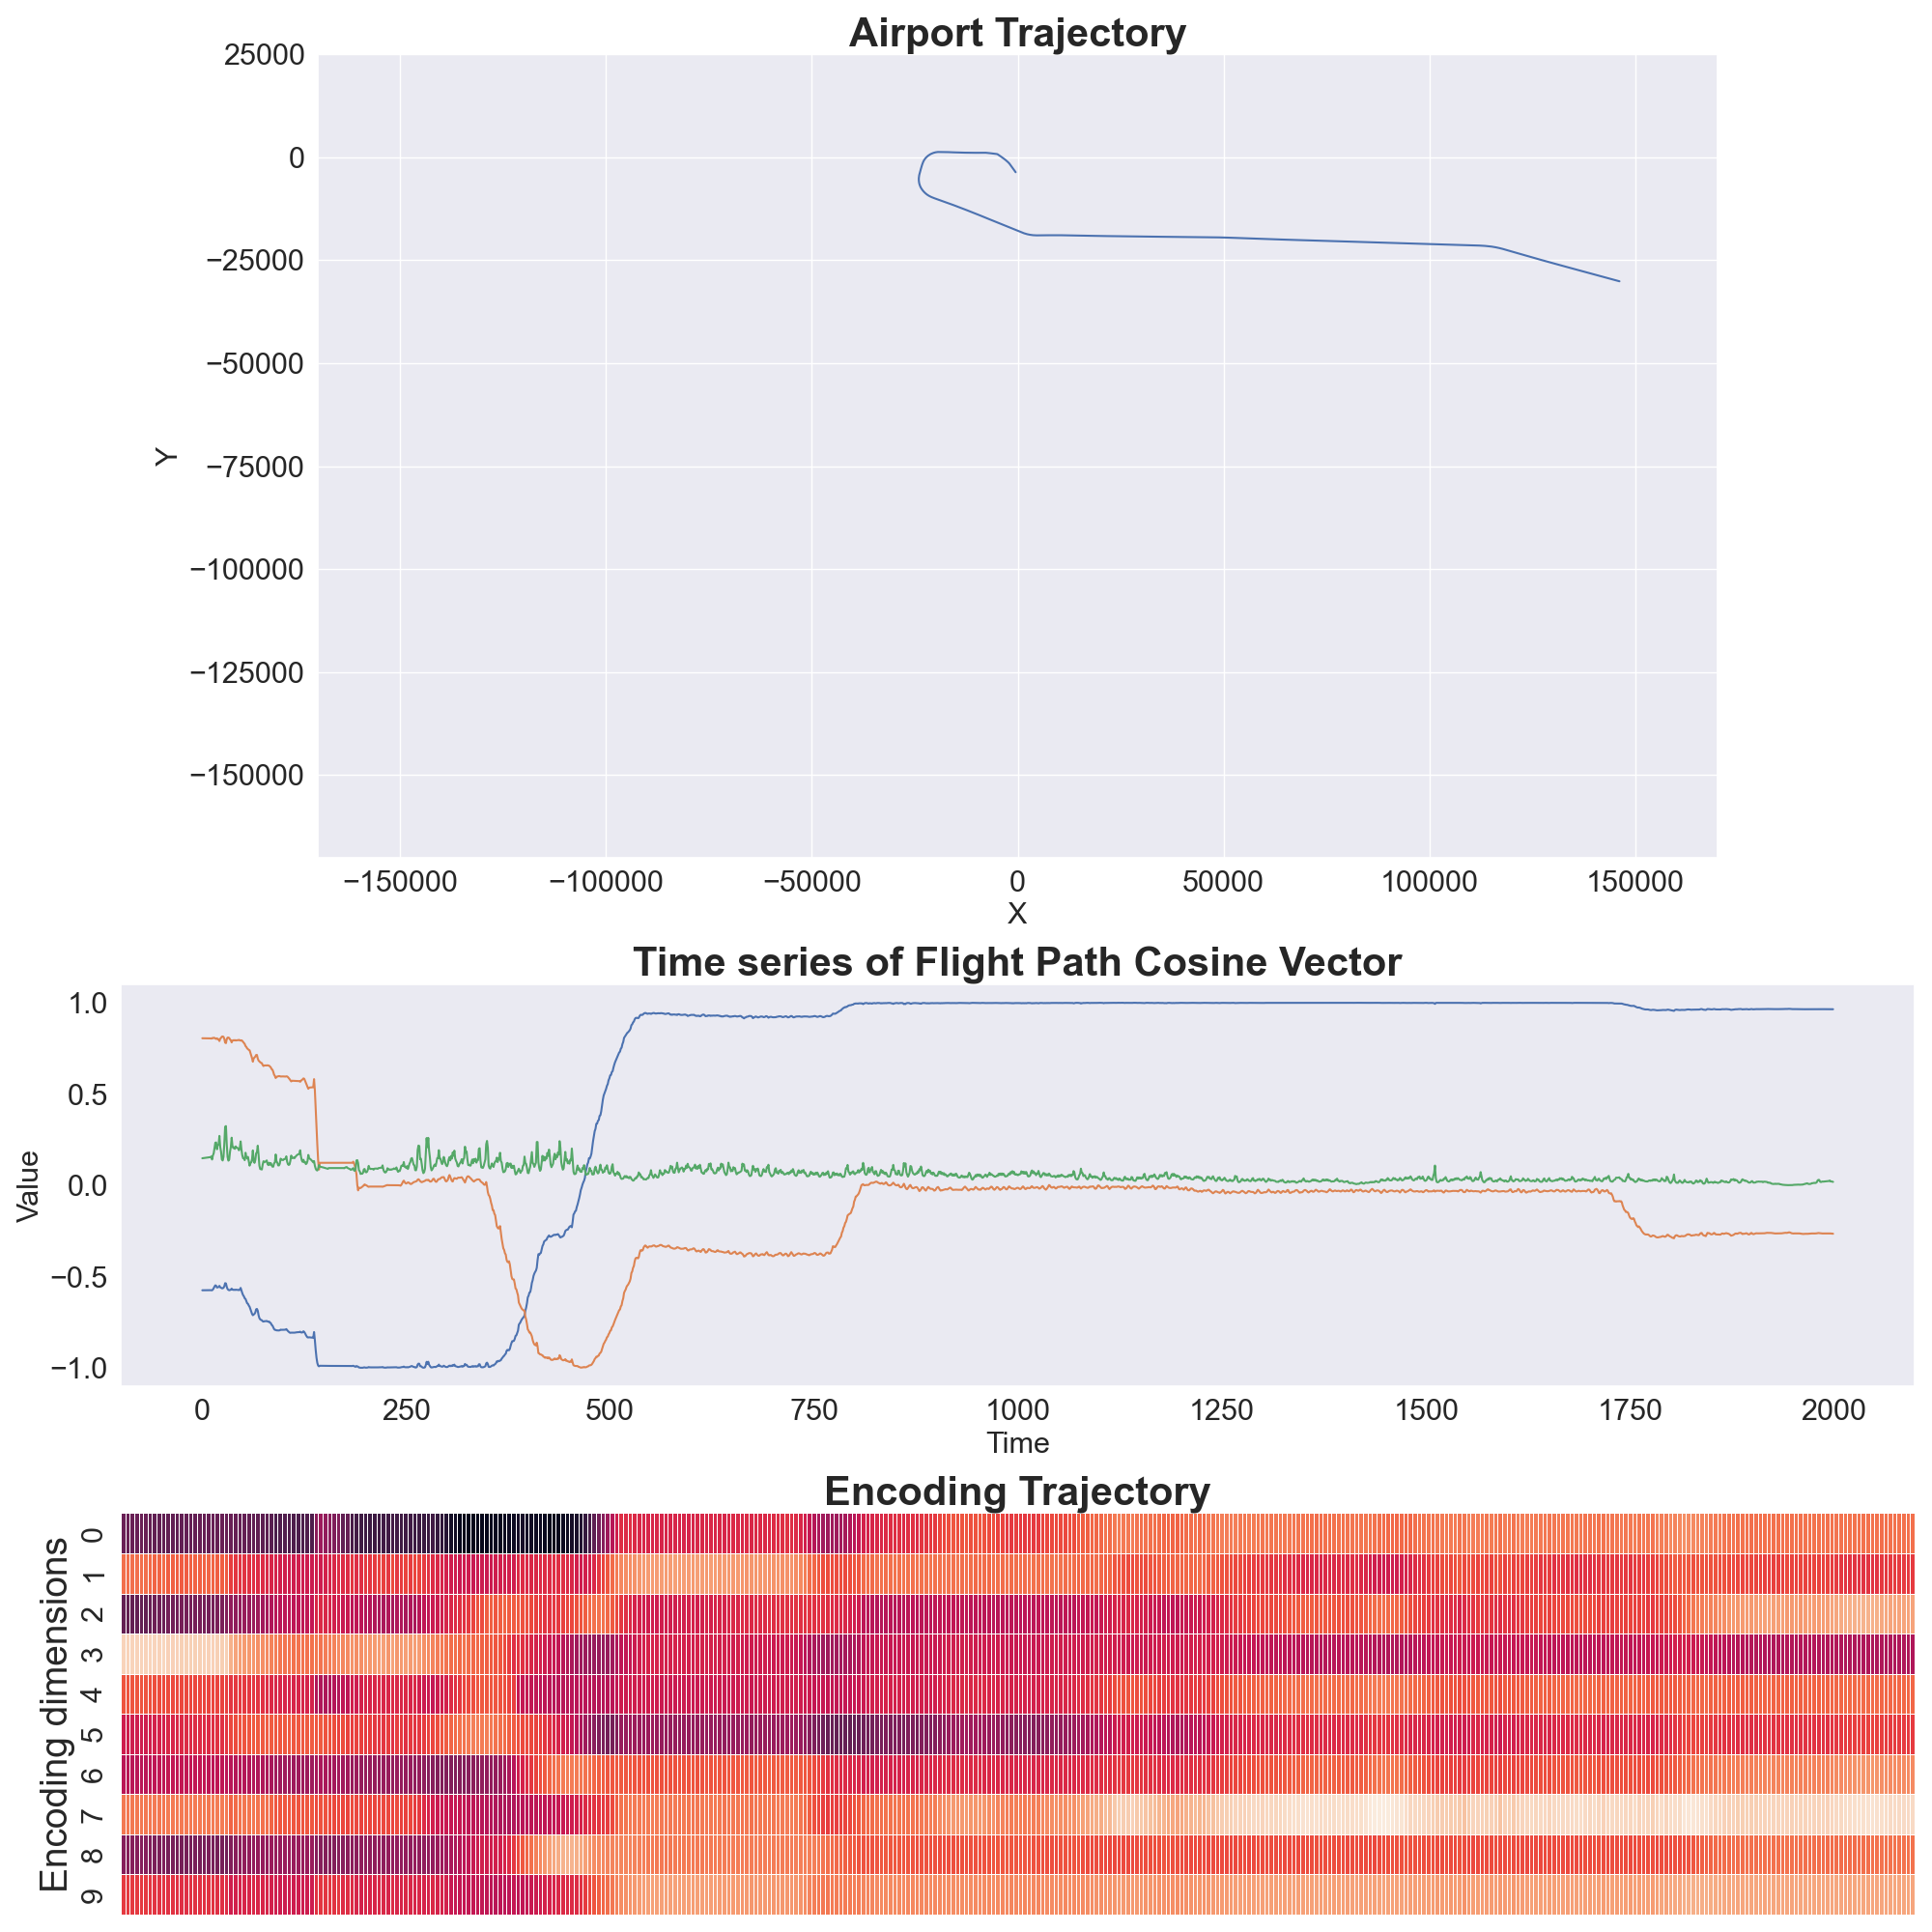 Airport Trajectory
25000
0
−25000
−50000
−75000
−100000
−125000
−150000
Y
−150000 −100000 −50000 0 50000 100000 150000
X
Time series of Flight Path Cosine Vector
1.0
0.5
0.0
−0.5
−1.0
Value
0 250 500 750 1000 1250 1500 1750 2000
Time
Encoding Trajectory
Encoding dimensions
0
1
2
3
4
5
6
7
8
9